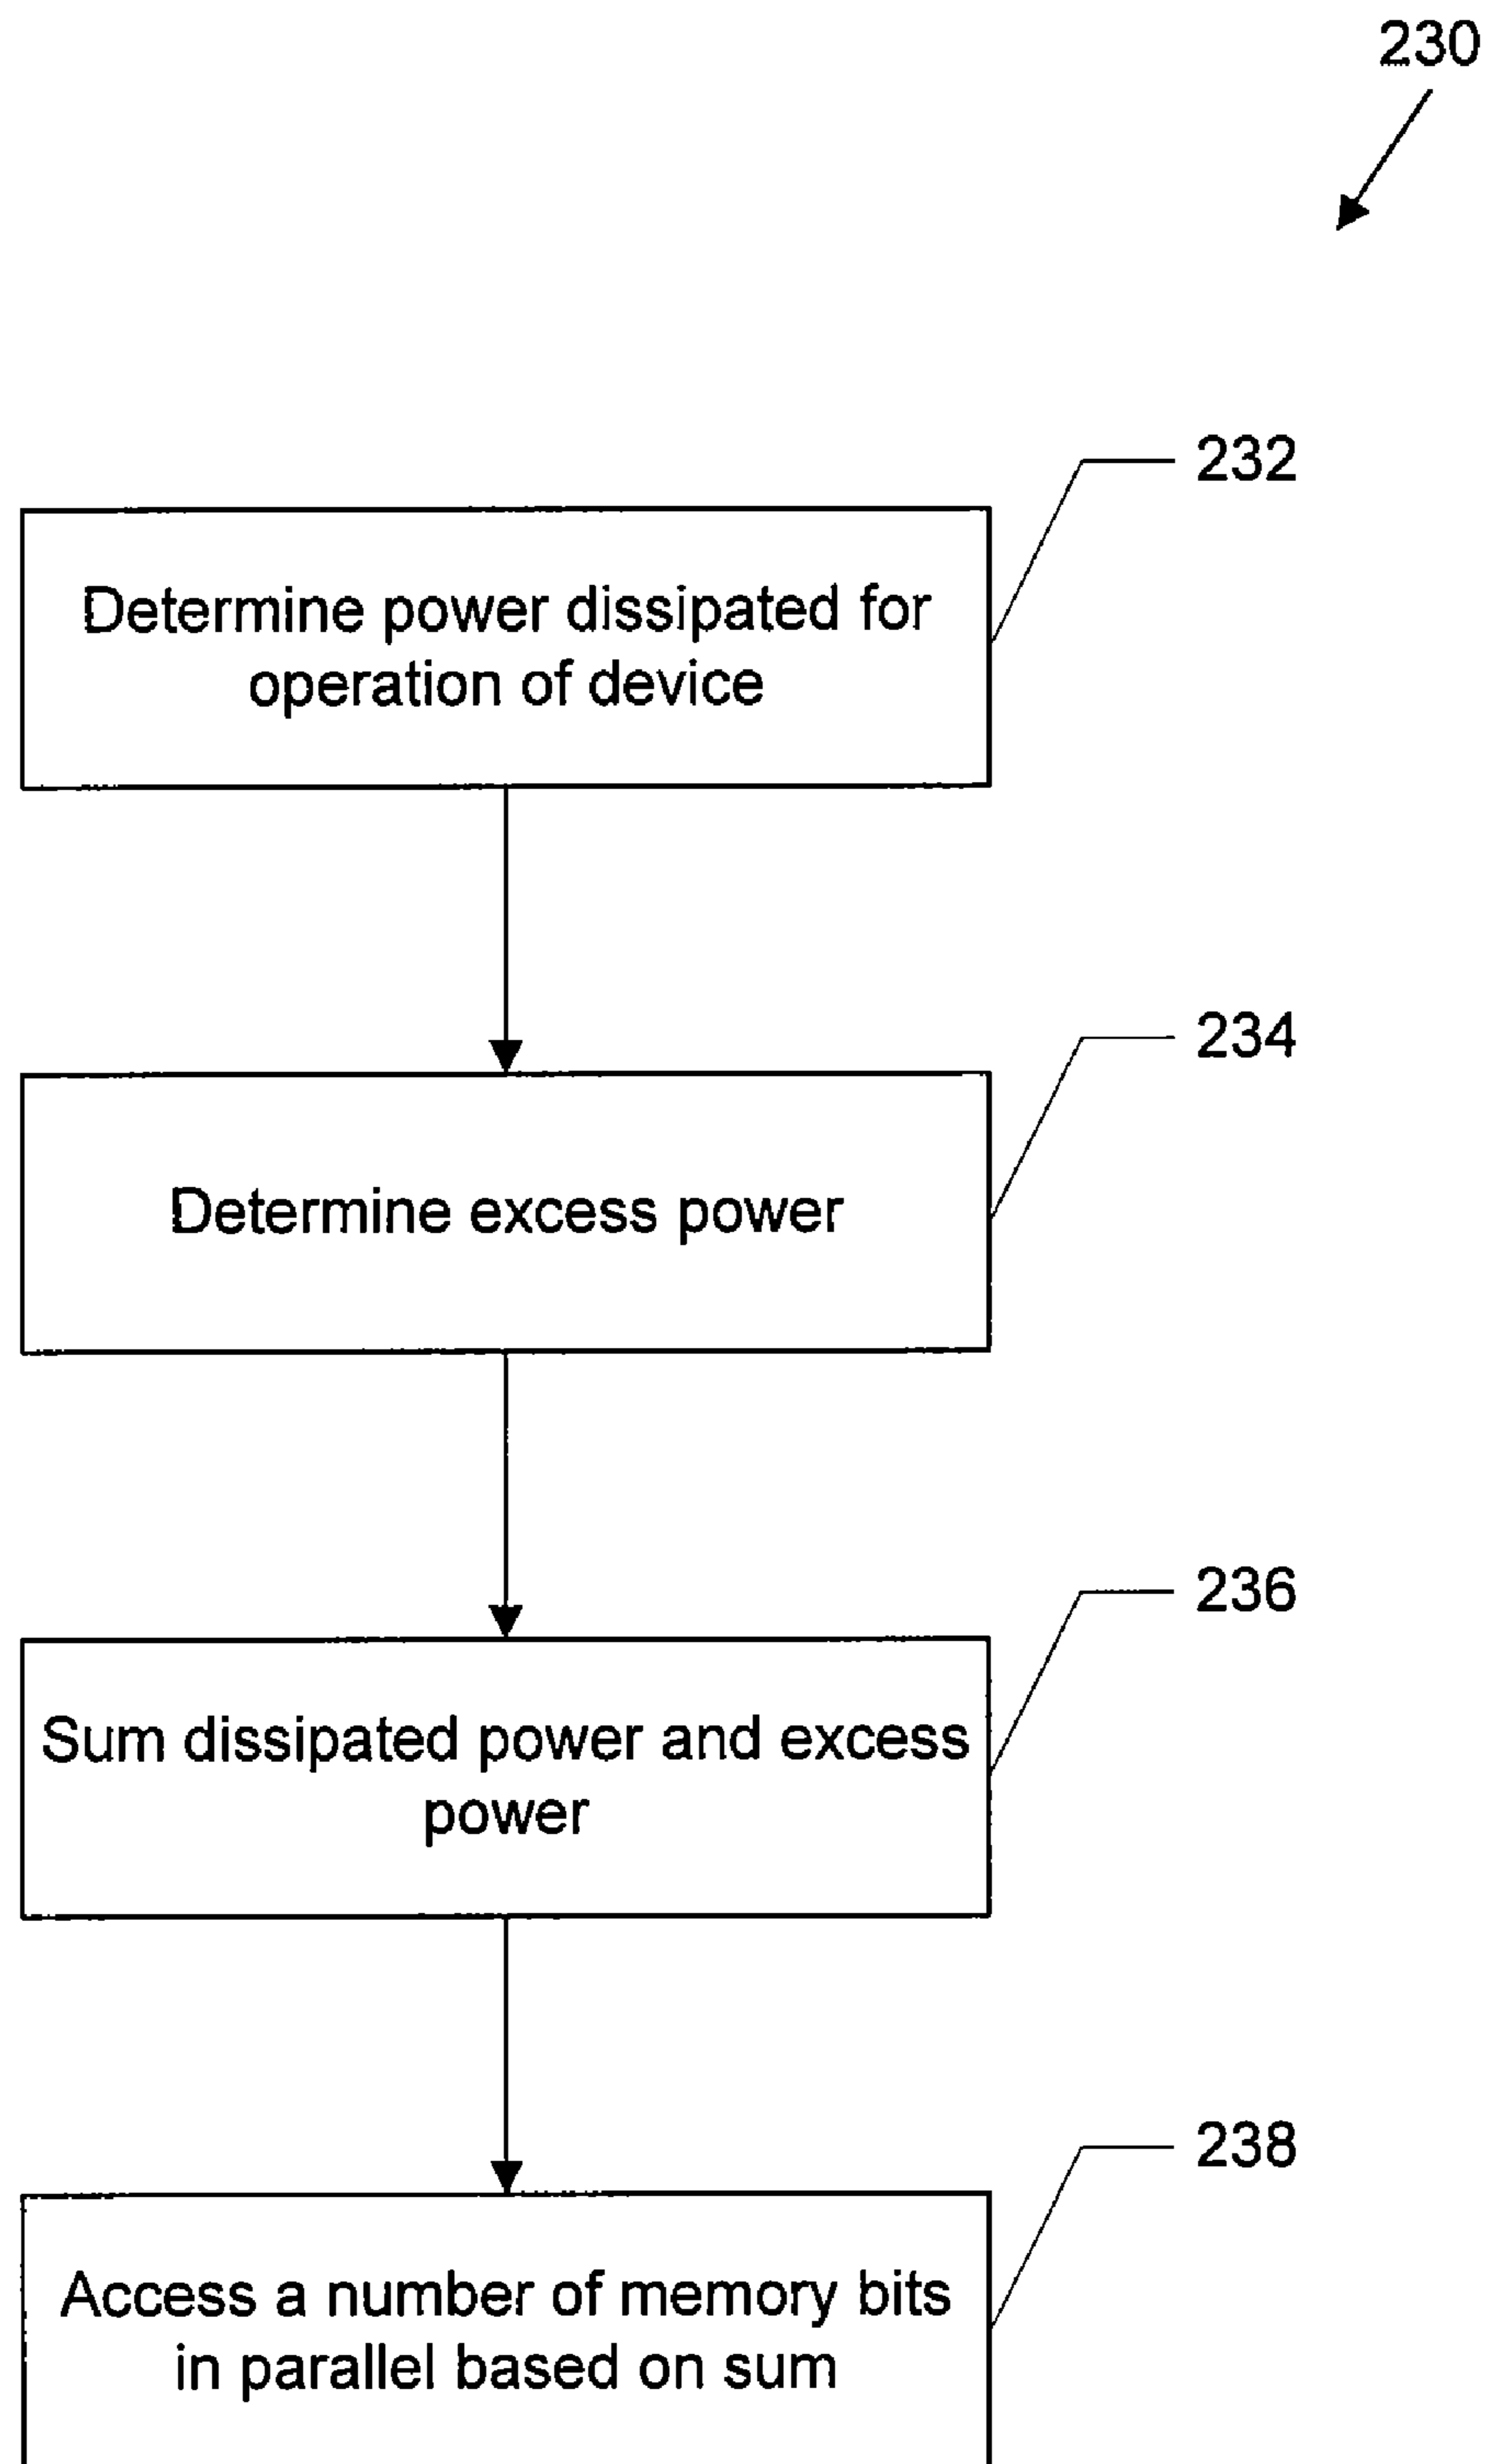 230
232
Determine power dissipated for
operation of device
234
Determine excess power
236
Sum dissipated power and excess
power
238
Access a number of memory bits
in parallel based on sum